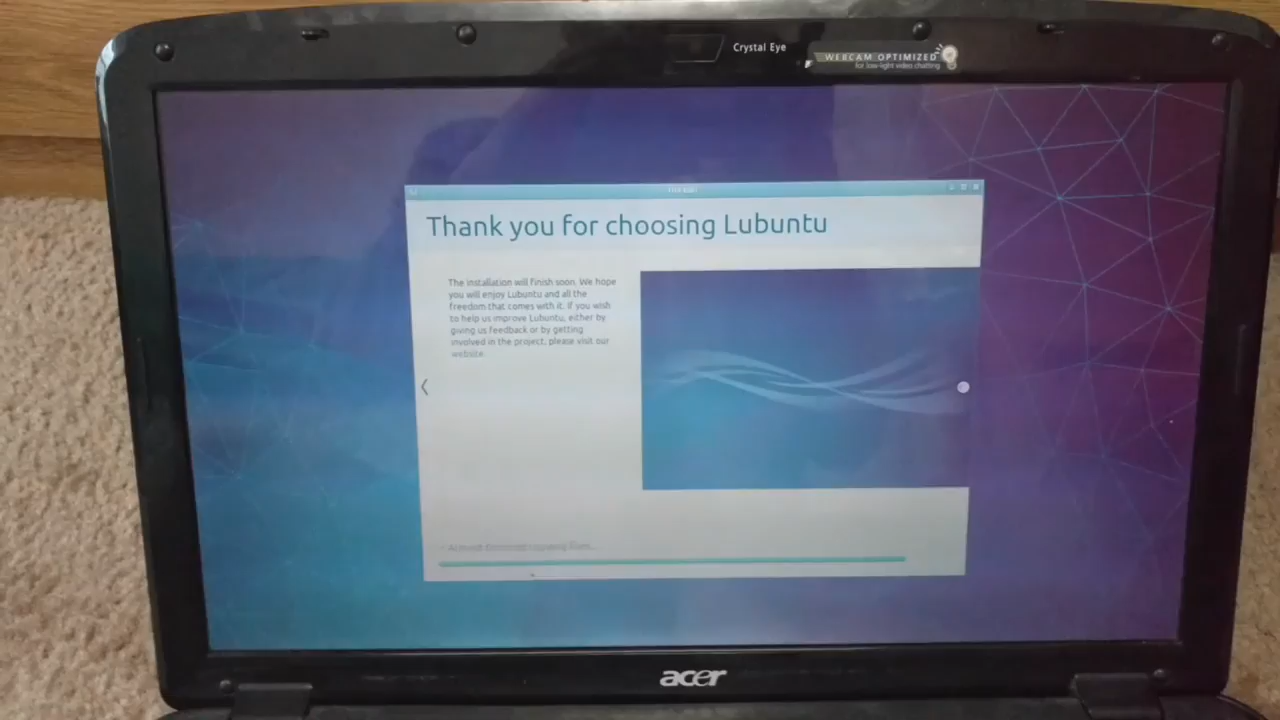 Crystal Eye
WEBCAM OPTIMIZED
for low-light video chatting
Thank you for choosing Lubuntu
The installation will finish soon. We hope
you will enjoy Lubuntu and all the
freedom that comes with it. If you wish
to help us improve Lubuntu, either by
giving us feedback or by getting
involved in the project, please visit our
website.
acer